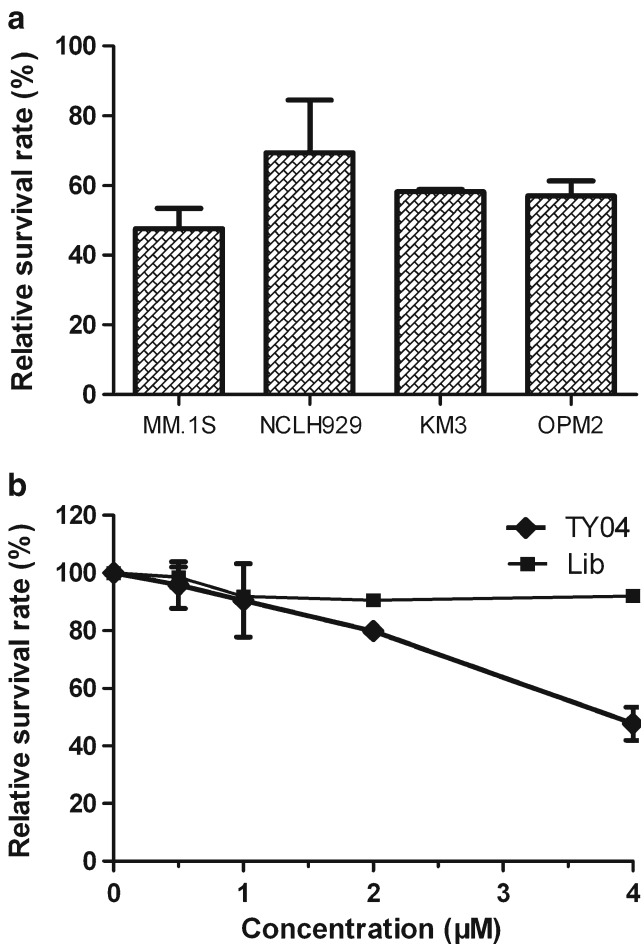 a
Relative survival rate (%)
100
80
60
40
20
0
MM.1S NCLH929 KM3 OPM2
b
Relative survival rate (%)
120
100
80
60
40
20
0
TY04
Lib
0 1 2 3 4
Concentration (µM)